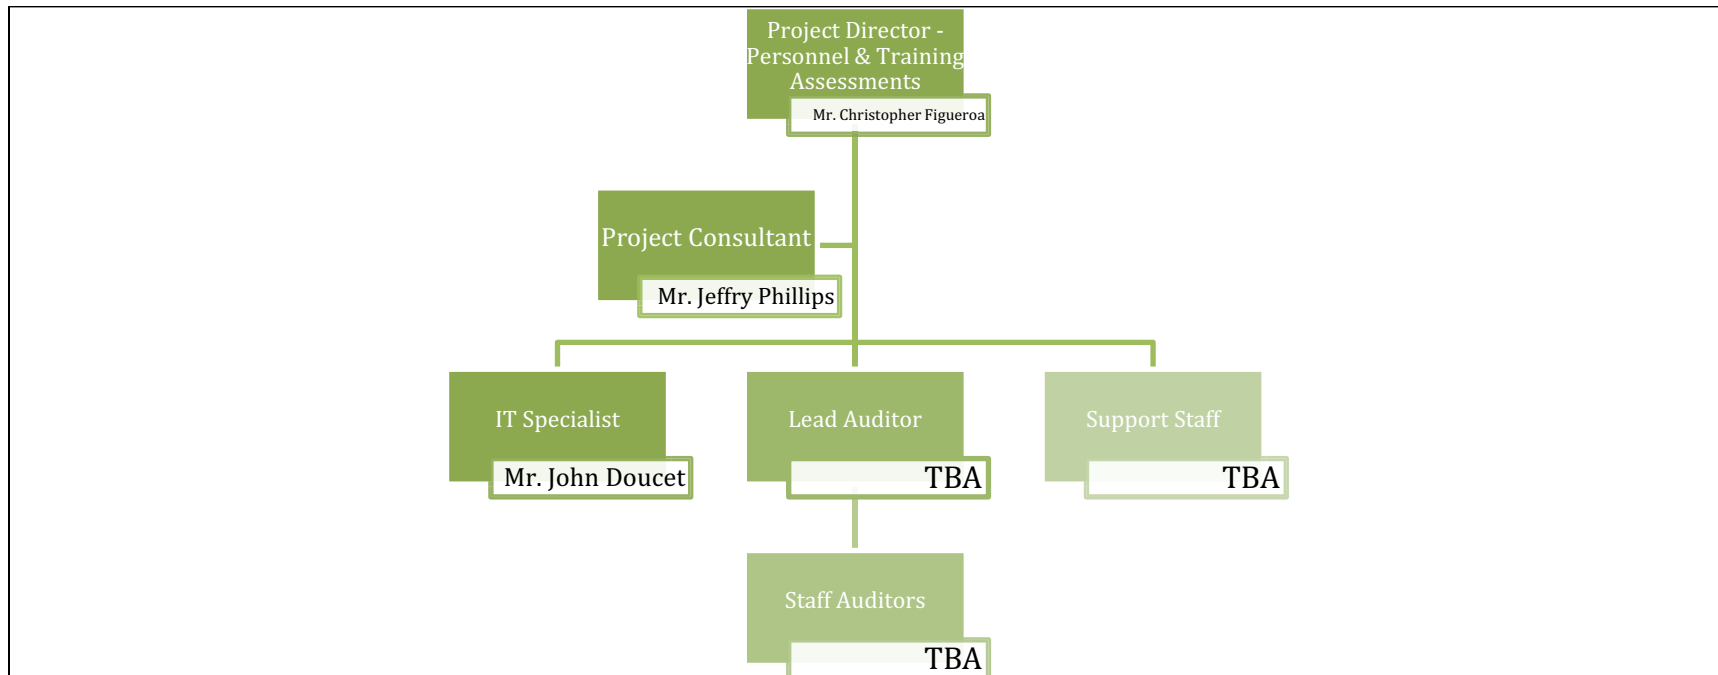 Project Director -
Personnel & Training
Assessments
Mr. Christopher Figueroa
Project Consultant
Mr. Jeffry Phillips
IT Specialist
Mr. John Doucet
Lead Auditor
TBA
Support Staff
TBA
Staff Auditors
TBA